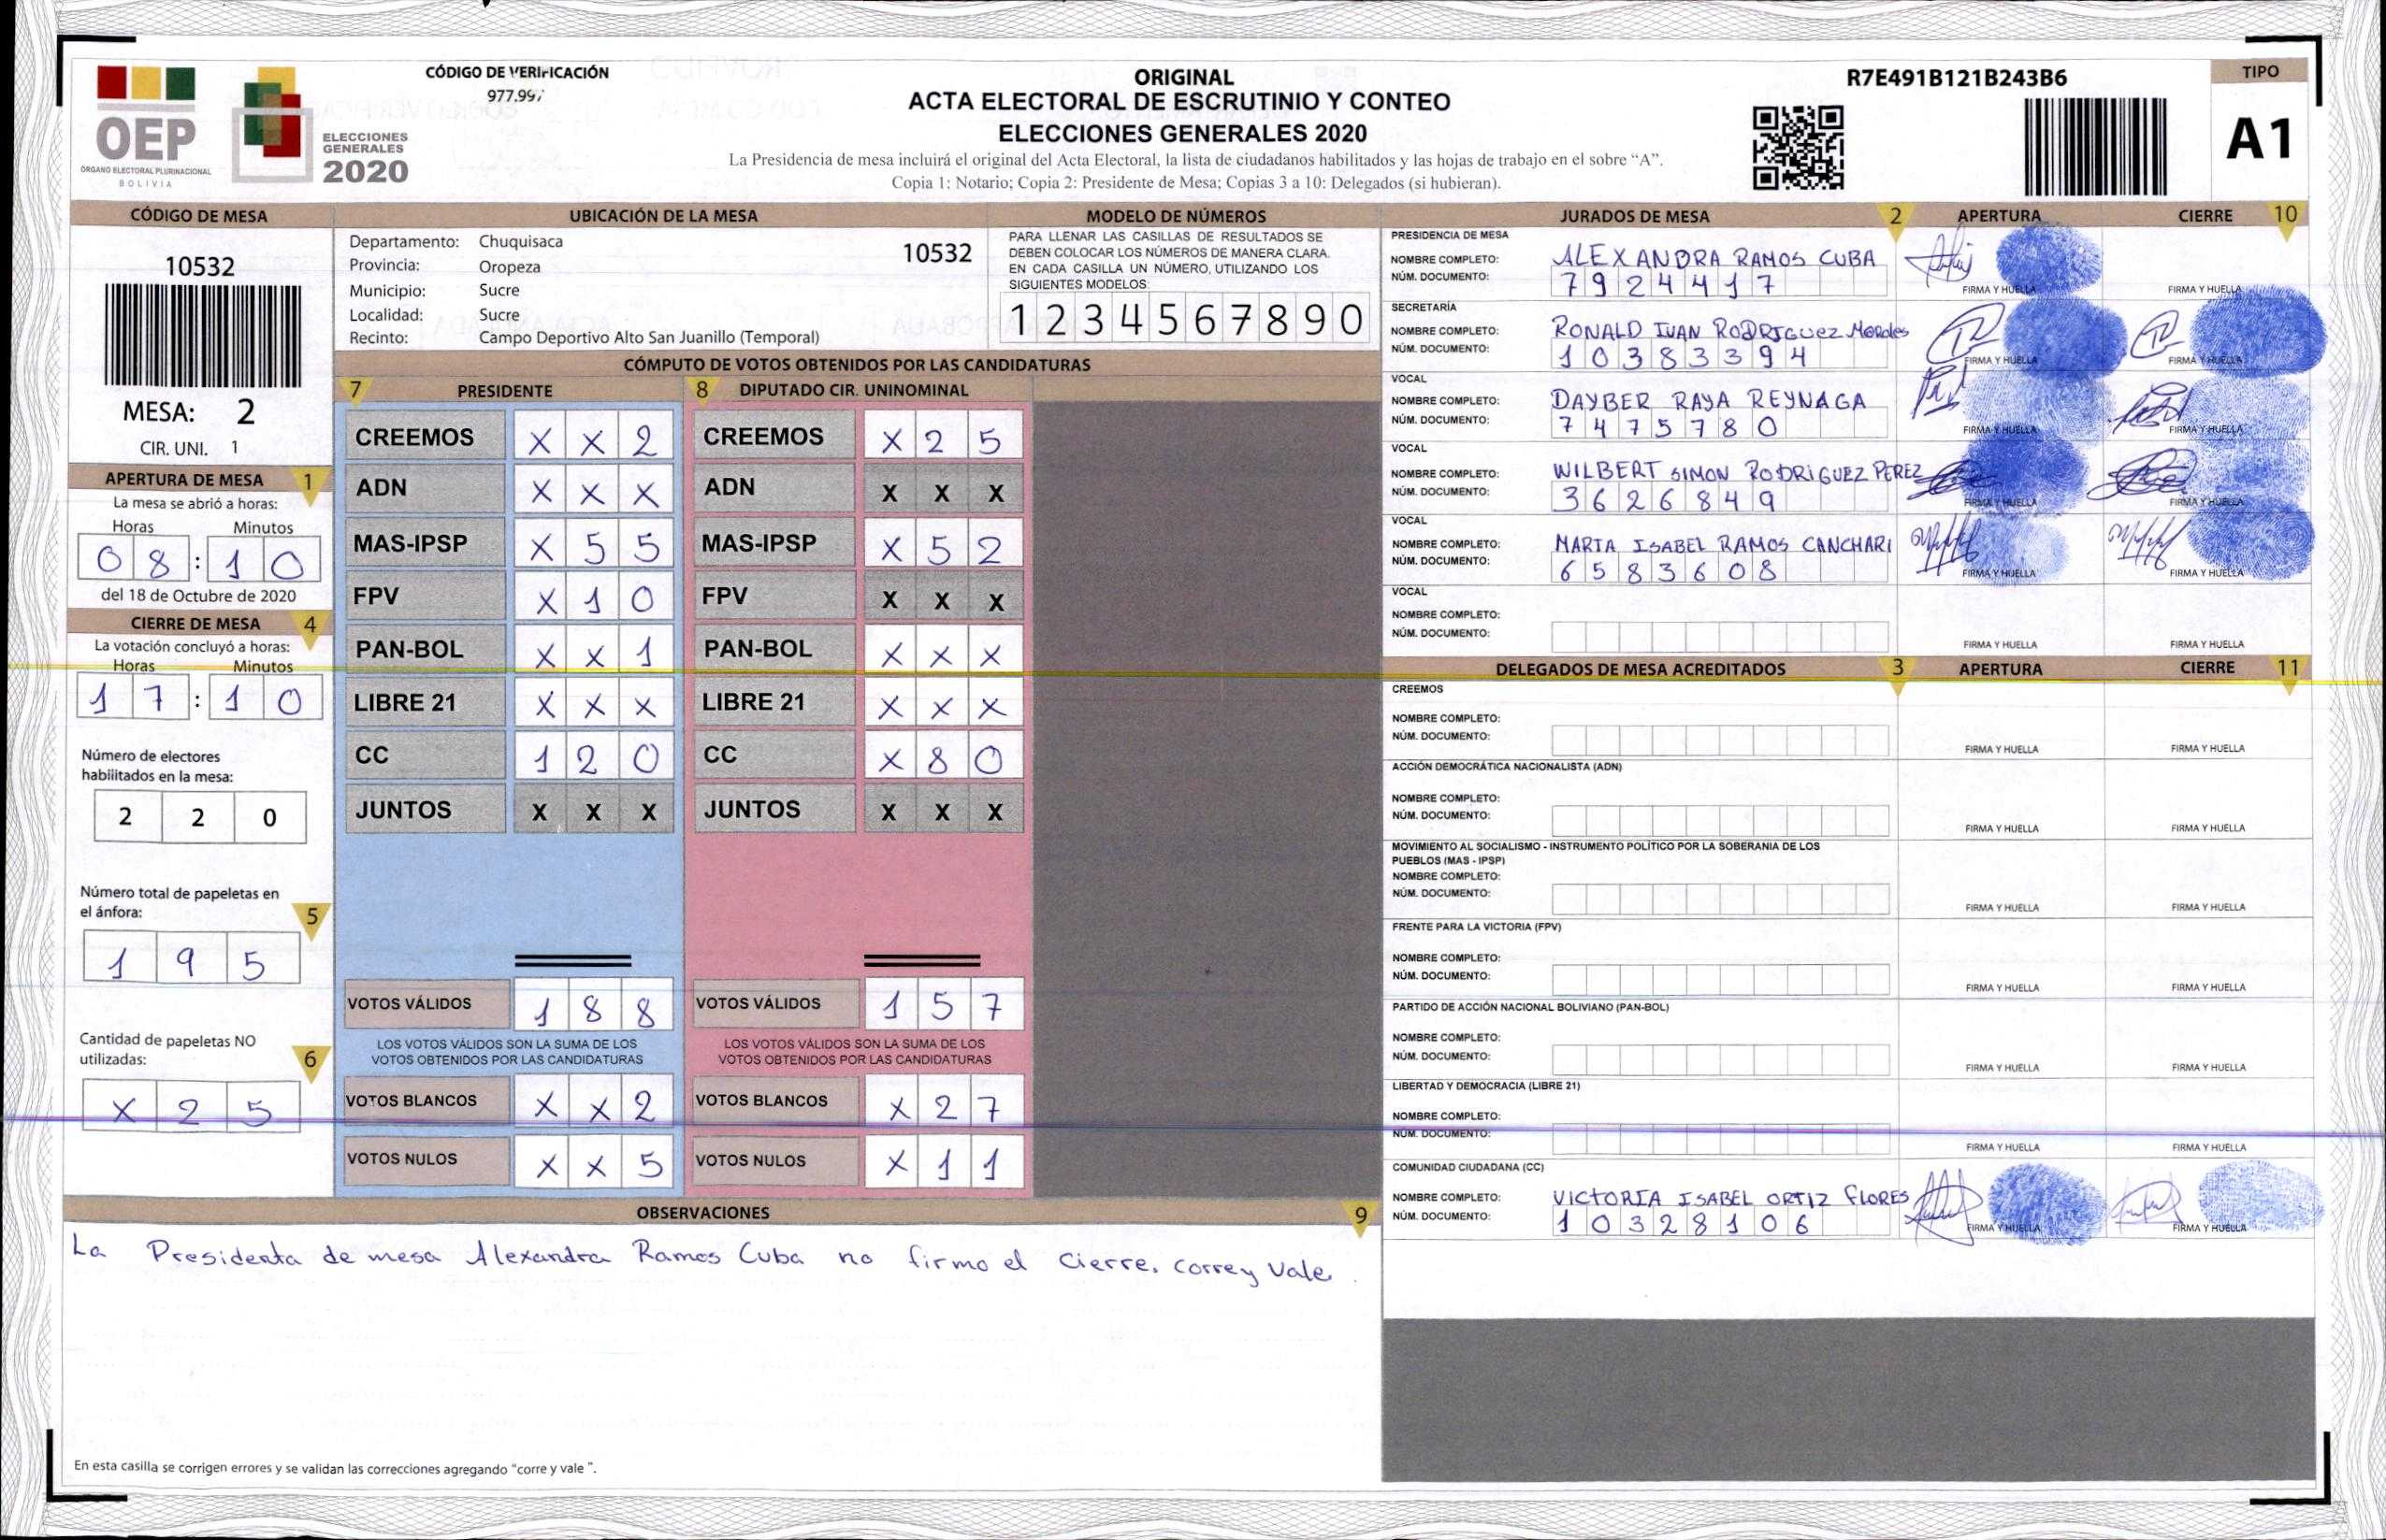 OEP
ÓRGANO ELECTORAL PLURINACIONAL
BOLIVIA
ELECCIONES
GENERALES
2020
CÓDIGO DE VERIFICACIÓN
977.99
ORIGINAL
ACTA ELECTORAL DE ESCRUTINIO Y CONTEO
ELECCIONES GENERALES 2020
La Presidencia de mesa incluirá el original del Acta Electoral, la lista de ciudadanos habilitados y las hojas de trabajo en el sobre “A”.
Copia 1: Notario; Copia 2: Presidente de Mesa; Copias 3 a 10: Delegados (si hubieran).
R7E491B121B243B6
TIPO
A1
CÓDIGO DE MESA
10532
MESA: 2
CIR. UNI. 1
APERTURA DE MESA 1
La mesa se abrió a horas:
Horas Minutos
08:10
del 18 de Octubre de 2020
CIERRE DE MESA 4
La votación concluyó a horas:
Horas Minutos
17:10
Número de electores
habilitados en la mesa:
2 2 0
Número total de papeletas en
el ánfora: 5
1 9 5
Cantidad de papeletas NO
utilizadas: 6
X 2 5
UBICACIÓN DE LA MESA
Departamento: Chuquisaca 10532
Provincia: Oropeza
Municipio: Sucre
Localidad: Sucre
Recinto: Campo Deportivo Alto San Juanillo (Temporal)
MODELO DE NÚMEROS
PARA LLENAR LAS CASILLAS DE RESULTADOS SE
DEBEN COLOCAR LOS NÚMEROS DE MANERA CLARA.
EN CADA CASILLA UN NÚMERO, UTILIZANDO LOS
SIGUIENTES MODELOS:
1 2 3 4 5 6 7 8 9 0
CÓMPUTO DE VOTOS OBTENIDOS POR LAS CANDIDATURAS
7 PRESIDENTE
CREEMOS X X 2
ADN X X X
MAS-IPSP X 5 5
FPV X 1 0
PAN-BOL X X 1
LIBRE 21 X X X
CC 1 2 0
JUNTOS X X X
VOTOS VÁLIDOS 1 8 8
LOS VOTOS VÁLIDOS SON LA SUMA DE LOS
VOTOS OBTENIDOS POR LAS CANDIDATURAS
VOTOS BLANCOS X X 2
VOTOS NULOS X X 5
8 DIPUTADO CIR. UNINOMINAL
CREEMOS X 2 5
ADN X X X
MAS-IPSP X 5 2
FPV X X X
PAN-BOL X X X
LIBRE 21 X X X
CC X 8 0
JUNTOS X X X
VOTOS VÁLIDOS 1 5 7
LOS VOTOS VÁLIDOS SON LA SUMA DE LOS
VOTOS OBTENIDOS POR LAS CANDIDATURAS
VOTOS BLANCOS X 2 7
VOTOS NULOS X 1 1
OBSERVACIONES 9
La Presidenta de mesa Alexandra Ramos Cuba no firmo el Cierre, corre y Vale.
En esta casilla se corrigen errores y se validan las correcciones agregando “corre y vale ”.
JURADOS DE MESA 2 APERTURA CIERRE 10
PRESIDENCIA DE MESA
NOMBRE COMPLETO: ALEXANDRA RAMOS CUBA
NÚM. DOCUMENTO: 7924417
FIRMA Y HUELLA FIRMA Y HUELLA
SECRETARÍA
NOMBRE COMPLETO: RONALD IVAN RODRIGUEZ Morales
NÚM. DOCUMENTO: 10383394
FIRMA Y HUELLA FIRMA Y HUELLA
VOCAL
NOMBRE COMPLETO: DAYBER RAYA REYNAGA
NÚM. DOCUMENTO: 7475780
FIRMA Y HUELLA FIRMA Y HUELLA
VOCAL
NOMBRE COMPLETO: WILBERT SIMON RODRIGUEZ PEREZ
NÚM. DOCUMENTO: 3626849
FIRMA Y HUELLA FIRMA Y HUELLA
VOCAL
NOMBRE COMPLETO: MARIA ISABEL RAMOS CANCHARI
NÚM. DOCUMENTO: 6583608
FIRMA Y HUELLA FIRMA Y HUELLA
VOCAL
NOMBRE COMPLETO:
NÚM. DOCUMENTO:
FIRMA Y HUELLA FIRMA Y HUELLA
DELEGADOS DE MESA ACREDITADOS 3 APERTURA CIERRE 11
CREEMOS
NOMBRE COMPLETO:
NÚM. DOCUMENTO:
FIRMA Y HUELLA FIRMA Y HUELLA
ACCIÓN DEMOCRÁTICA NACIONALISTA (ADN)
NOMBRE COMPLETO:
NÚM. DOCUMENTO:
FIRMA Y HUELLA FIRMA Y HUELLA
MOVIMIENTO AL SOCIALISMO - INSTRUMENTO POLÍTICO POR LA SOBERANIA DE LOS
PUEBLOS (MAS - IPSP)
NOMBRE COMPLETO:
NÚM. DOCUMENTO:
FIRMA Y HUELLA FIRMA Y HUELLA
FRENTE PARA LA VICTORIA (FPV)
NOMBRE COMPLETO:
NÚM. DOCUMENTO:
FIRMA Y HUELLA FIRMA Y HUELLA
PARTIDO DE ACCIÓN NACIONAL BOLIVIANO (PAN-BOL)
NOMBRE COMPLETO:
NÚM. DOCUMENTO:
FIRMA Y HUELLA FIRMA Y HUELLA
LIBERTAD Y DEMOCRACIA (LIBRE 21)
NOMBRE COMPLETO:
NÚM. DOCUMENTO:
FIRMA Y HUELLA FIRMA Y HUELLA
COMUNIDAD CIUDADANA (CC)
NOMBRE COMPLETO: VICTORIA ISABEL ORTIZ FLORES
NÚM. DOCUMENTO: 10328106
FIRMA Y HUELLA FIRMA Y HUELLA